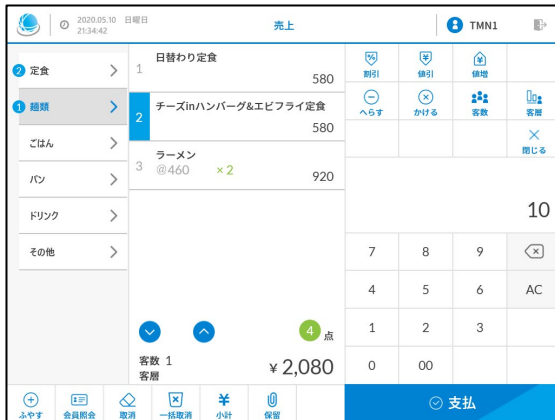 2020.05.10 日曜日
21:34:42
売上
TMN1
2 定食
1 麺類
ごはん
パン
ドリンク
その他
1 日替わり定食
580
2 チーズinハンバーグ&エビフライ定食
580
3 ラーメン
@460 ×2 920
4 点
客数 1
客層
¥2,080
% 割引
¥ 値引
¥ 値増
へらす
かける
客数
客層
閉じる
10
7 8 9
4 5 6 AC
1 2 3
0 00
ふやす
会員照会
取消
一括取消
¥ 小計
保留
支払